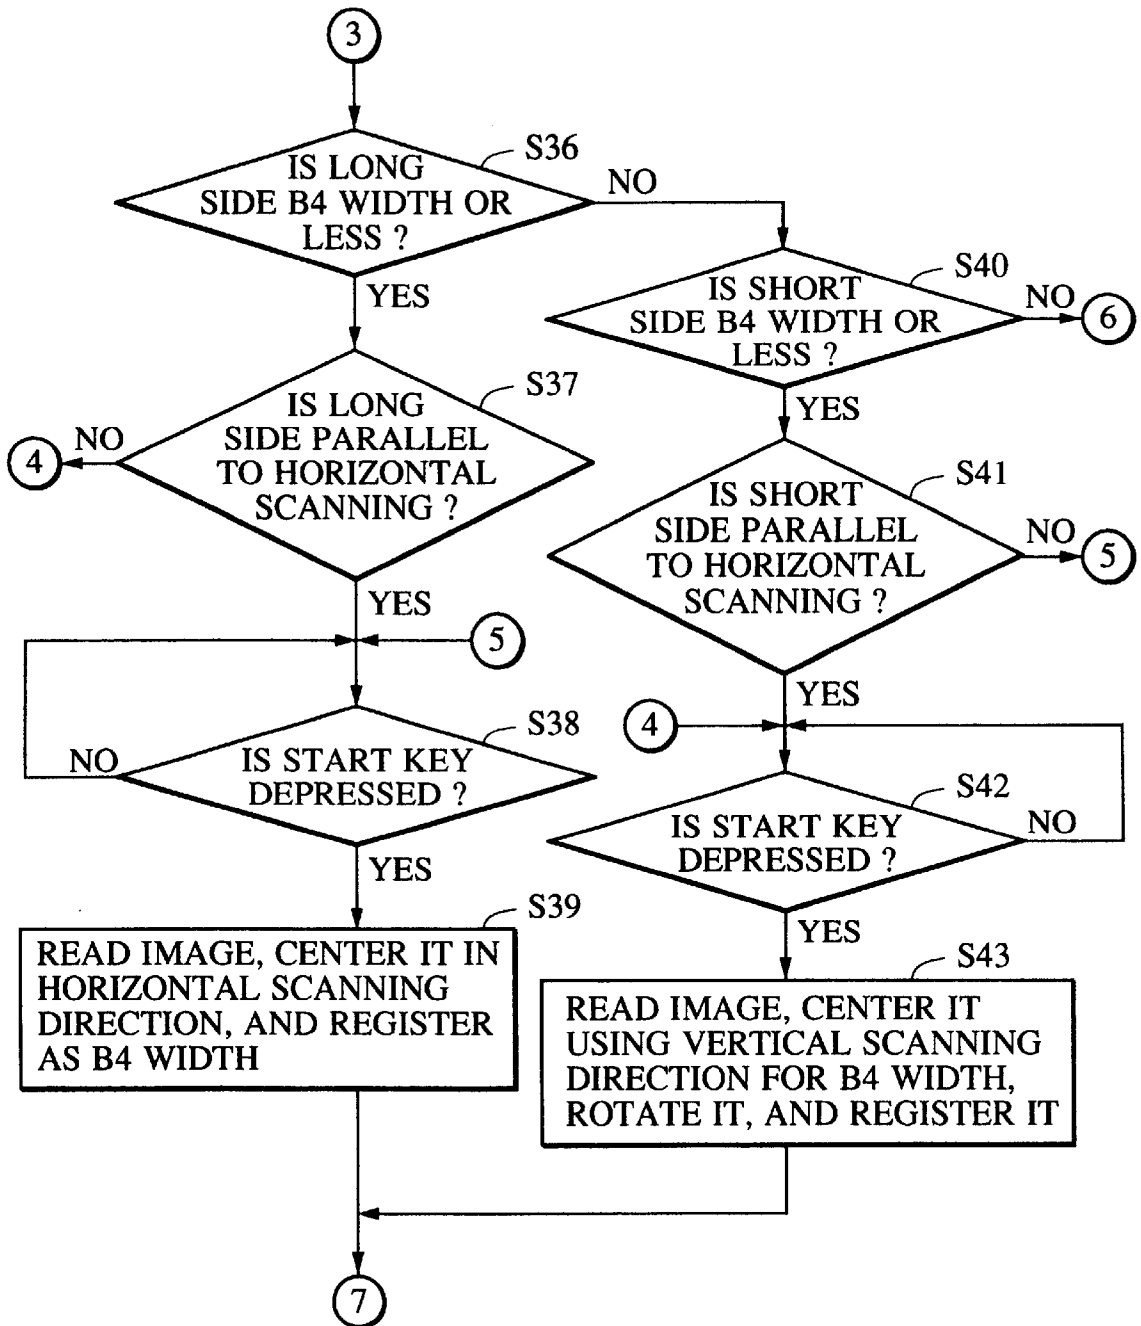 3
IS LONG
SIDE B4 WIDTH OR
LESS ?
S36
NO
YES
IS SHORT
SIDE B4 WIDTH OR
LESS ?
S40
NO
6
YES
IS LONG
SIDE PARALLEL
TO HORIZONTAL
SCANNING ?
S37
NO
4
YES
5
IS SHORT
SIDE PARALLEL
TO HORIZONTAL
SCANNING ?
S41
NO
5
YES
4
IS START KEY
DEPRESSED ?
S38
NO
YES
IS START KEY
DEPRESSED ?
S42
NO
YES
S39
READ IMAGE, CENTER IT IN
HORIZONTAL SCANNING
DIRECTION, AND REGISTER
AS B4 WIDTH
S43
READ IMAGE, CENTER IT
USING VERTICAL SCANNING
DIRECTION FOR B4 WIDTH,
ROTATE IT, AND REGISTER IT
7